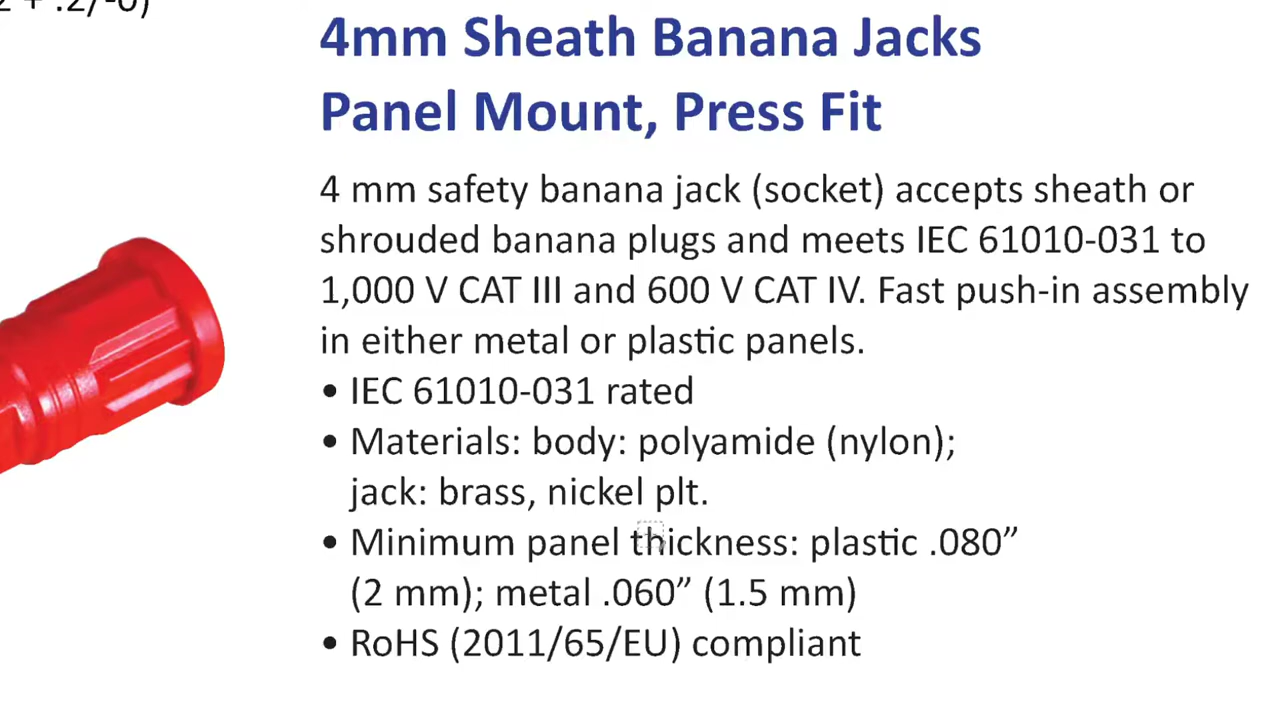 4mm Sheath Banana Jacks
Panel Mount, Press Fit
4 mm safety banana jack (socket) accepts sheath or
shrouded banana plugs and meets IEC 61010-031 to
1,000 V CAT III and 600 V CAT IV. Fast push-in assembly
in either metal or plastic panels.
• IEC 61010-031 rated
• Materials: body: polyamide (nylon);
jack: brass, nickel plt.
• Minimum panel thickness: plastic .080”
(2 mm); metal .060” (1.5 mm)
• RoHS (2011/65/EU) compliant